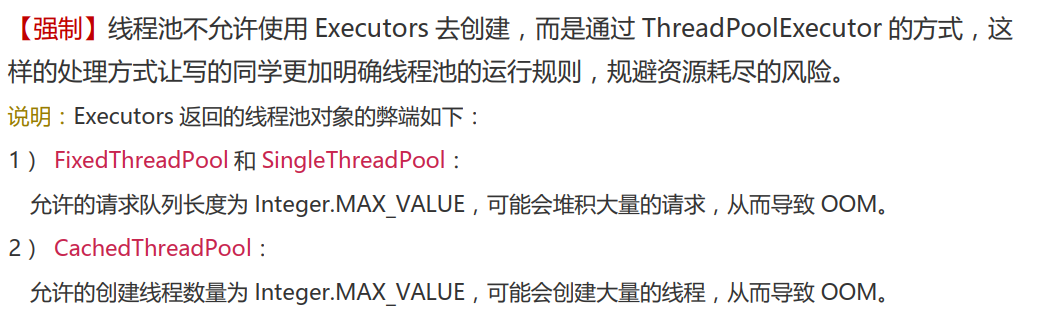 【强制】线程池不允许使用 Executors 去创建，而是通过 ThreadPoolExecutor 的方式，这
样的处理方式让写的同学更加明确线程池的运行规则，规避资源耗尽的风险。
说明：Executors 返回的线程池对象的弊端如下：
1） FixedThreadPool 和 SingleThreadPool：
允许的请求队列长度为 Integer.MAX_VALUE，可能会堆积大量的请求，从而导致 OOM。
2） CachedThreadPool：
允许的创建线程数量为 Integer.MAX_VALUE，可能会创建大量的线程，从而导致 OOM。